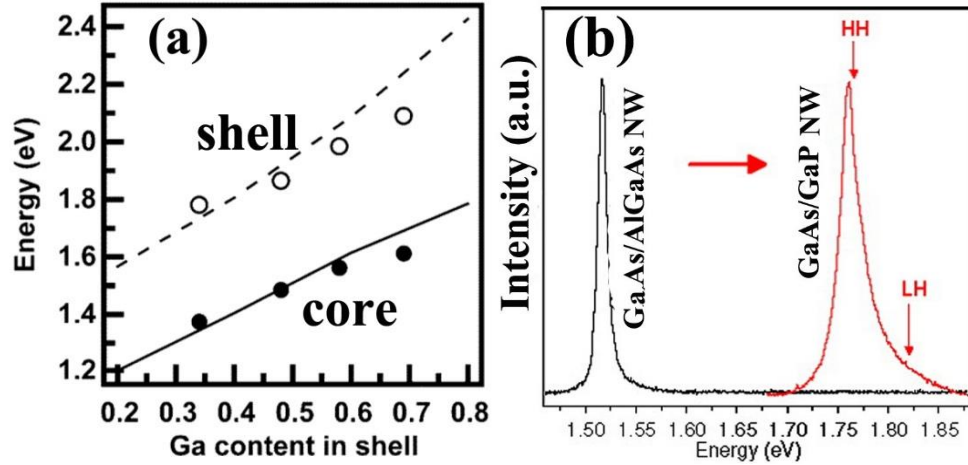 (a)
2.4
2.2
2.0
1.8
1.6
1.4
1.2
Energy (eV)
shell
core
0.2 0.3 0.4 0.5 0.6 0.7 0.8
Ga content in shell
(b)
HH
LH
Intensity (a.u.)
GaAs/AlGaAs NW
GaAs/GaP NW
1.50 1.55 1.60 1.65 1.70 1.75 1.80 1.85
Energy (eV)